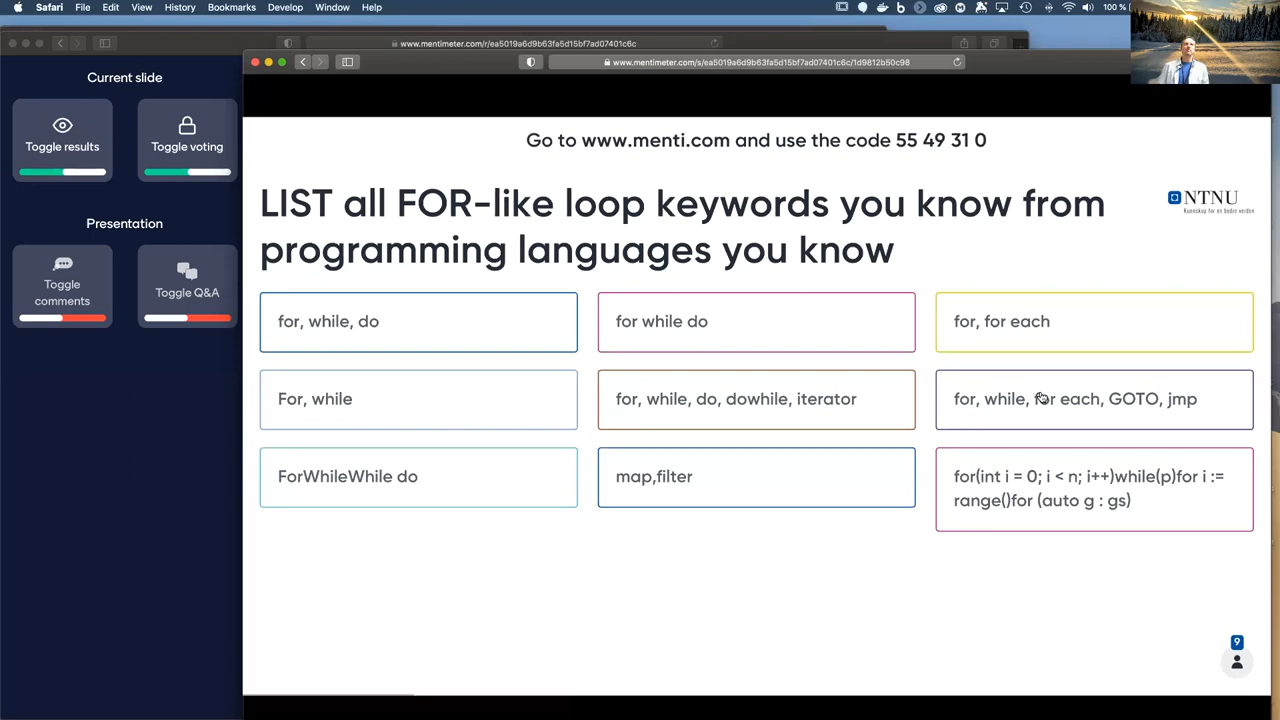 Safari File Edit View History Bookmarks Develop Window Help 100 %
www.mentimeter.com/r/ea5019a6d9b63fa5d15bf7ad07401c6c
www.mentimeter.com/s/ea5019a6d9b63fa5d15bf7ad07401c6c/1d9812b50c98
Current slide
Toggle results
Toggle voting
Presentation
Toggle comments
Toggle Q&A
Go to www.menti.com and use the code 55 49 31 0
LIST all FOR-like loop keywords you know from
programming languages you know
NTNU
Kunnskap for en bedre verden
for, while, do
for while do
for, for each
For, while
for, while, do, dowhile, iterator
for, while, for each, GOTO, jmp
ForWhileWhile do
map,filter
for(int i = 0; i < n; i++)while(p)for i :=
range()for (auto g : gs)
9